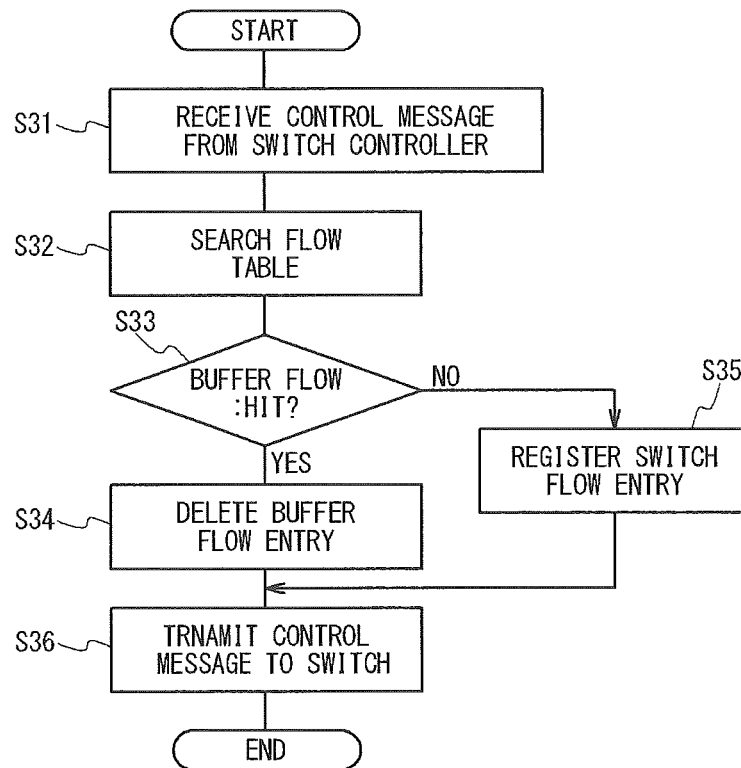 START
S31
RECEIVE CONTROL MESSAGE
FROM SWITCH CONTROLLER
S32
SEARCH FLOW
TABLE
S33
BUFFER FLOW
:HIT?
NO
YES
S35
REGISTER SWITCH
FLOW ENTRY
S34
DELETE BUFFER
FLOW ENTRY
S36
TRNAMIT CONTROL
MESSAGE TO SWITCH
END